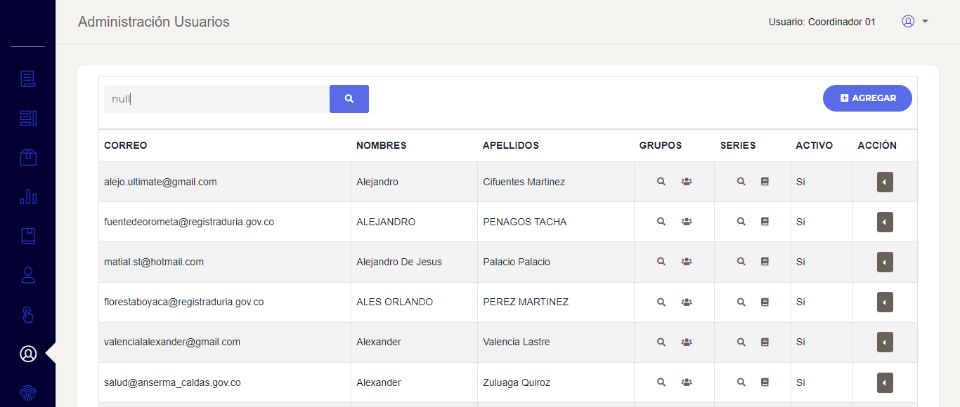 Administración Usuarios
Usuario: Coordinador 01
null
AGREGAR
CORREO NOMBRES APELLIDOS GRUPOS SERIES ACTIVO ACCIÓN
alejo.ultimate@gmail.com Alejandro Cifuentes Martinez Si
fuentedeorometa@registraduria.gov.co ALEJANDRO PENAGOS TACHA Si
matial.st@hotmail.com Alejandro De Jesus Palacio Palacio Si
florestaboyaca@registraduria.gov.co ALES ORLANDO PEREZ MARTINEZ Si
valencialalexander@gmail.com Alexander Valencia Lastre Si
salud@anserma_caldas.gov.co Alexander Zuluaga Quiroz Si